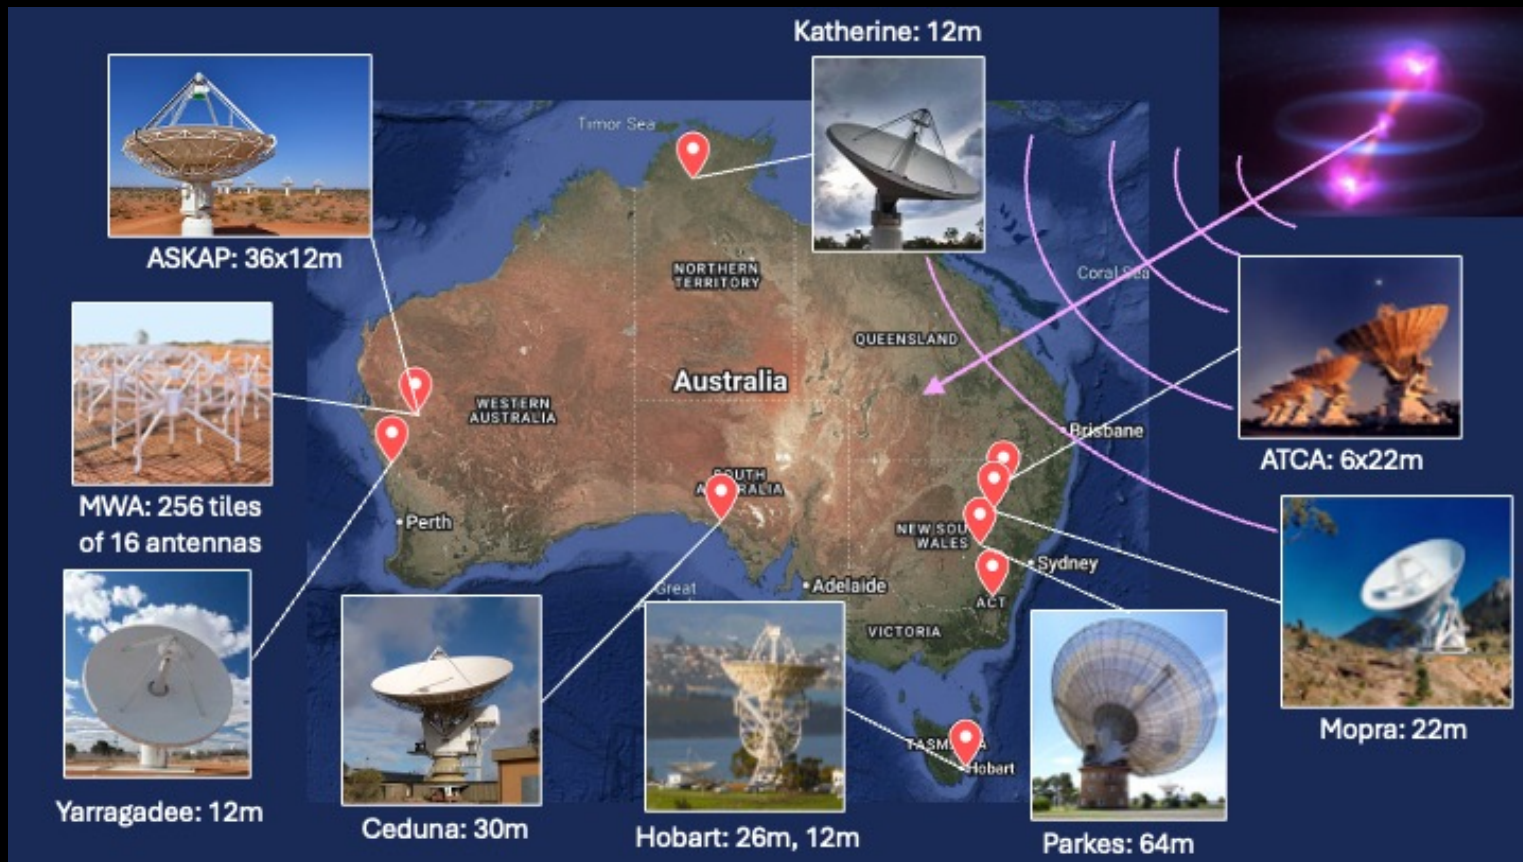 Katherine: 12m
Timor Sea
ASKAP: 36x12m
NORTHERN
TERRITORY
Coral Sea
QUEENSLAND
Australia
WESTERN
AUSTRALIA
Brisbane
ATCA: 6x22m
MWA: 256 tiles
of 16 antennas
Perth
NEW SOU
WALES
Sydney
Adelaide
Great
ACT
VICTORIA
Mopra: 22m
Hobart
Yarragadee: 12m
Ceduna: 30m
Hobart: 26m, 12m
Parkes: 64m